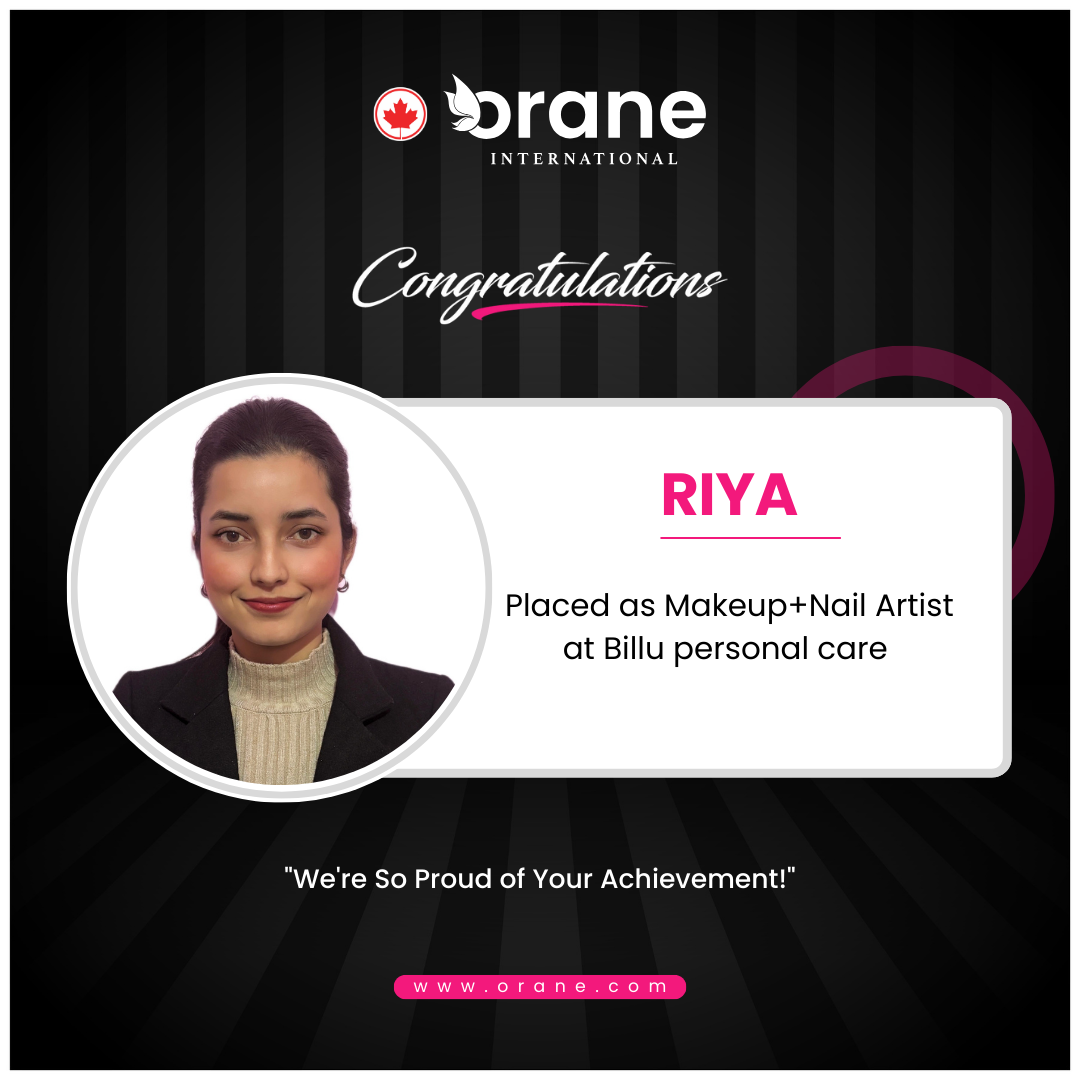 orane
INTERNATIONAL
Congratulations
RIYA
Placed as Makeup+Nail Artist
at Billu personal care
"We're So Proud of Your Achievement!"
www.orane.com